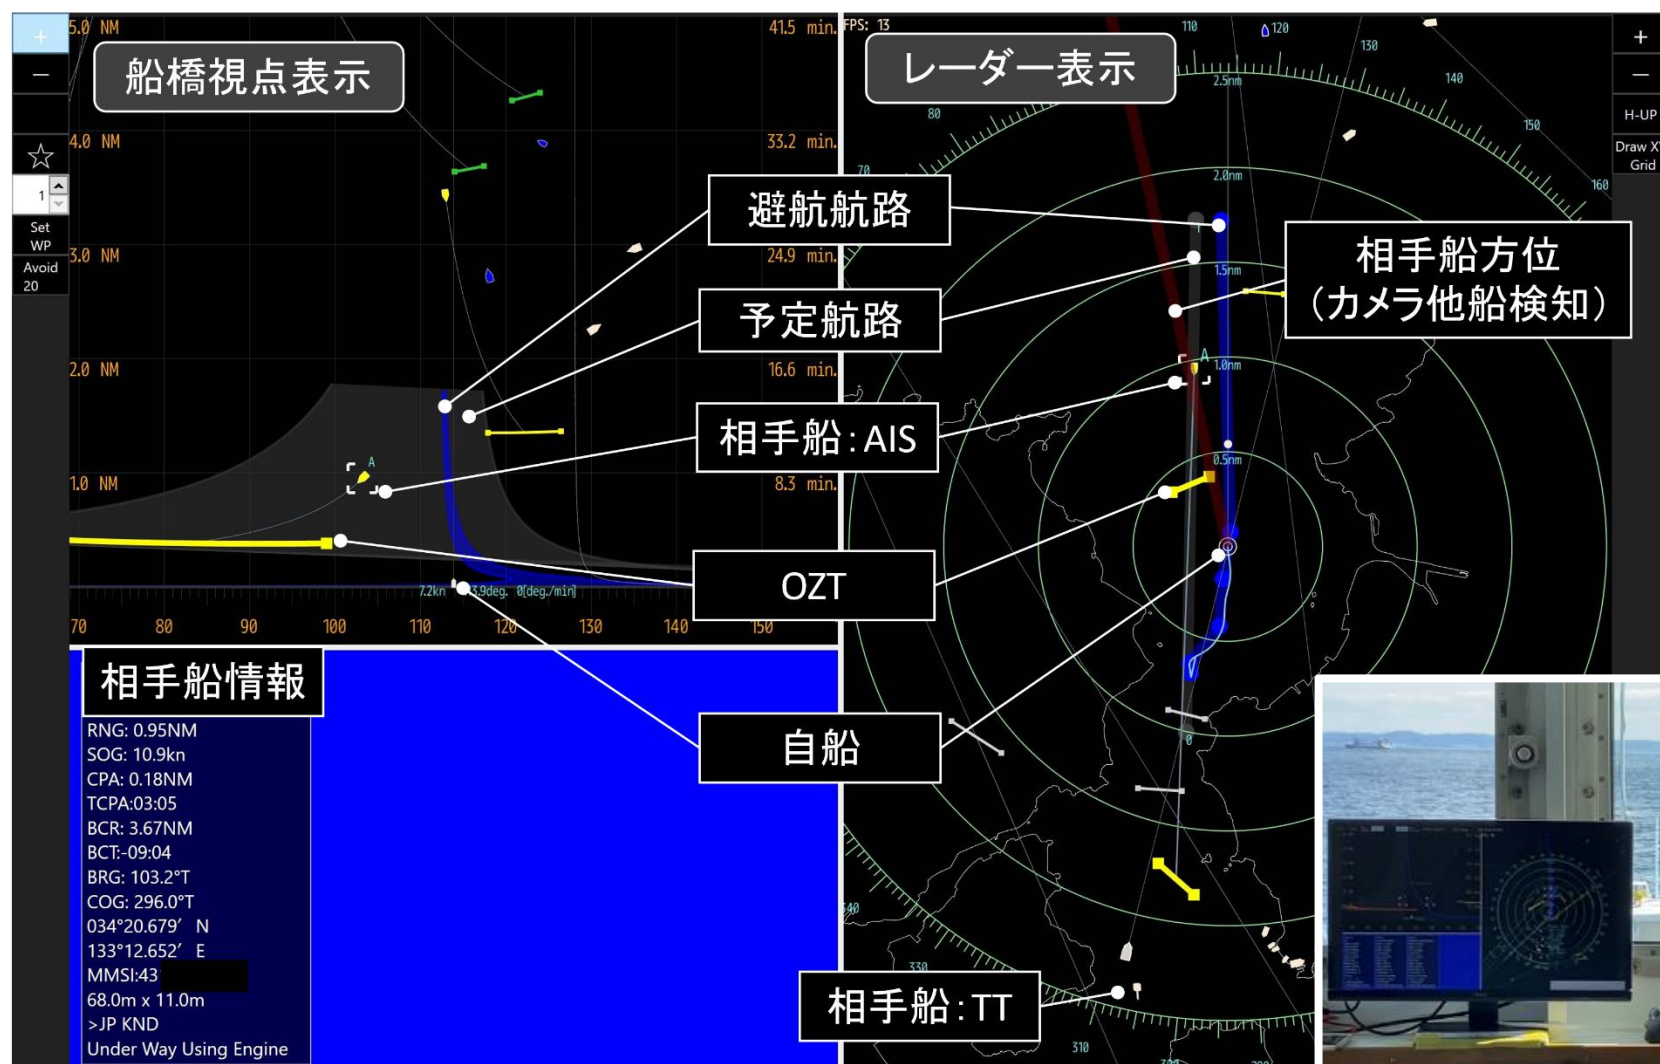 +
−
☆
1
Set
WP
Avoid
20
5.0 NM
41.5 min.
船橋視点表示
4.0 NM
33.2 min.
3.0 NM
24.9 min.
2.0 NM
16.6 min.
1.0 NM
8.3 min.
A
7.2kn
3.9deg. 0[deg./min]
70 80 90 100 110 120 130 140 150
FPS: 13
レーダー表示
70
80
110
120
130
140
150
160
2.5nm
2.0nm
1.5nm
1.0nm
0.5nm
A
1
0
340
330
310
+
−
H-UP
Draw X
Grid
避航航路
予定航路
相手船方位
(カメラ他船検知)
相手船:AIS
OZT
自船
相手船:TT
相手船情報
RNG: 0.95NM
SOG: 10.9kn
CPA: 0.18NM
TCPA:03:05
BCR: 3.67NM
BCT:-09:04
BRG: 103.2°T
COG: 296.0°T
034°20.679′ N
133°12.652′ E
MMSI:43
68.0m x 11.0m
>JP KND
Under Way Using Engine